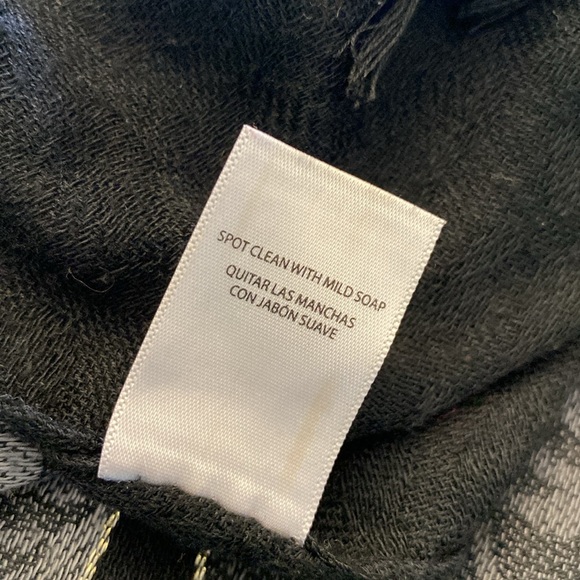 SPOT CLEAN WITH MILD SOAP
QUITAR LAS MANCHAS
CON JABÓN SUAVE